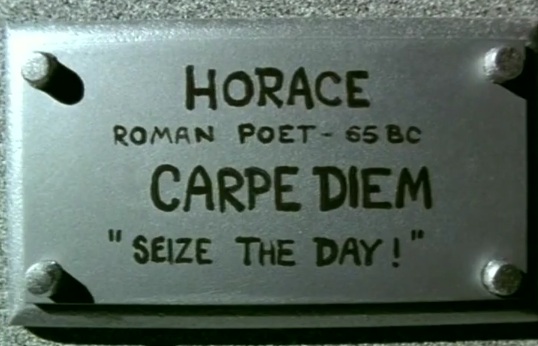 HORACE
ROMAN POET - 65 BC
CARPE DIEM
"SEIZE THE DAY!"